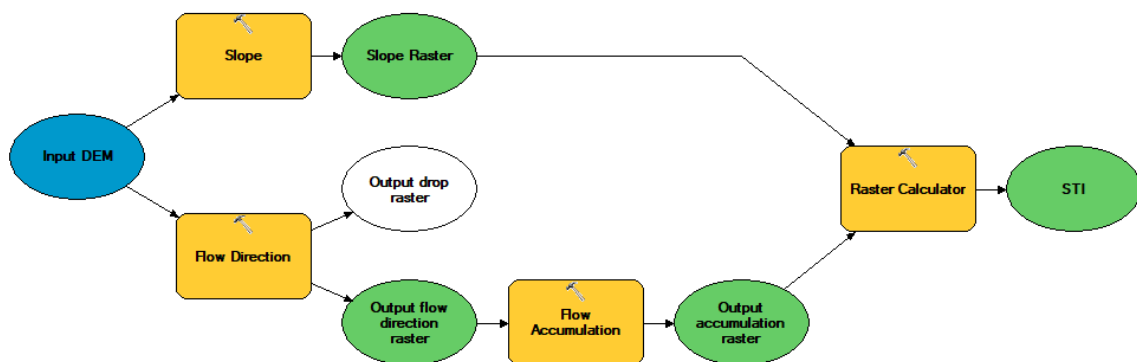 Slope
Slope Raster
Input DEM
Output drop
raster
Raster Calculator
STI
Flow Direction
Output flow
direction
raster
Flow
Accumulation
Output
accumulation
raster